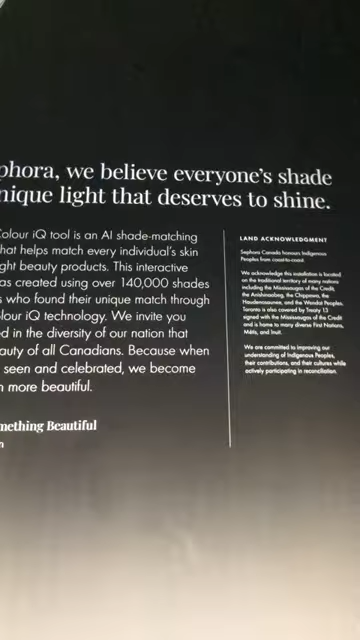 phora, we believe everyone's shade
nique light that deserves to shine.
Colour iQ tool is an AI shade-matching
hat helps match every individual's skin
ght beauty products. This interactive
as created using over 140,000 shades
s who found their unique match through
lour iQ technology. We invite you
ed in the diversity of our nation that
auty of all Canadians. Because when
seen and celebrated, we become
n more beautiful.
mething Beautiful
LAND ACKNOWLEDGMENT
Sephora Canada honours Indigenous
Peoples from coast-to-coast.
We acknowledge this installation is located
on the traditional territory of many nations
including the Mississaugas of the Credit,
the Anishnaabeg, the Chippewa, the
Haudenosaunee, and the Wendat Peoples.
Toronto is also covered by Treaty 13
signed with the Mississaugas of the Credit
and is home to many diverse First Nations,
Métis, and Inuit.
We are committed to improving our
understanding of Indigenous Peoples,
their contributions, and their cultures while
actively participating in reconciliation.